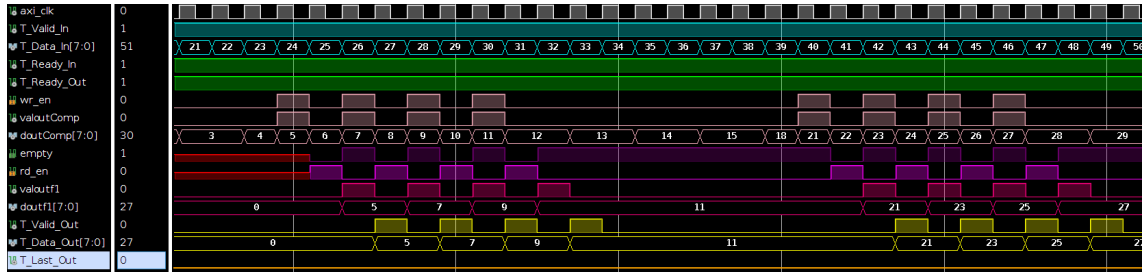 axi_clk 0
T_Valid_In 1
T_Data_In[7:0] 51 21 22 23 24 25 26 27 28 29 30 31 32 33 34 35 36 37 38 39 40 41 42 43 44 45 46 47 48 49 50
T_Ready_In 1
T_Ready_Out 1
wr_en 0
valoutComp 0
doutComp[7:0] 30 3 4 5 6 7 8 9 10 11 12 13 14 15 18 21 22 23 24 25 26 27 28 29
empty 1
rd_en 0
valoutf1 0
doutf1[7:0] 27 0 5 7 9 11 21 23 25 27
T_Valid_Out 0
T_Data_Out[7:0] 27 0 5 7 9 11 21 23 25 27
T_Last_Out 0